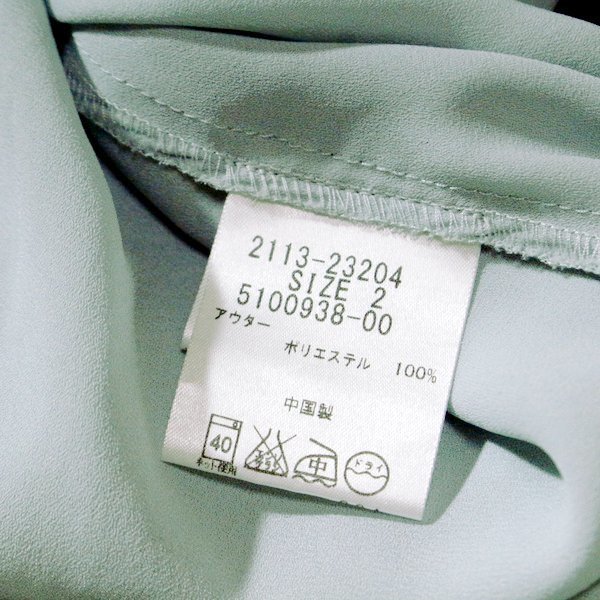 2113-23204
SIZE 2
5100938-00
アウター
ポリエステル 100%
中国製
40
中
ドライ
ネット使用